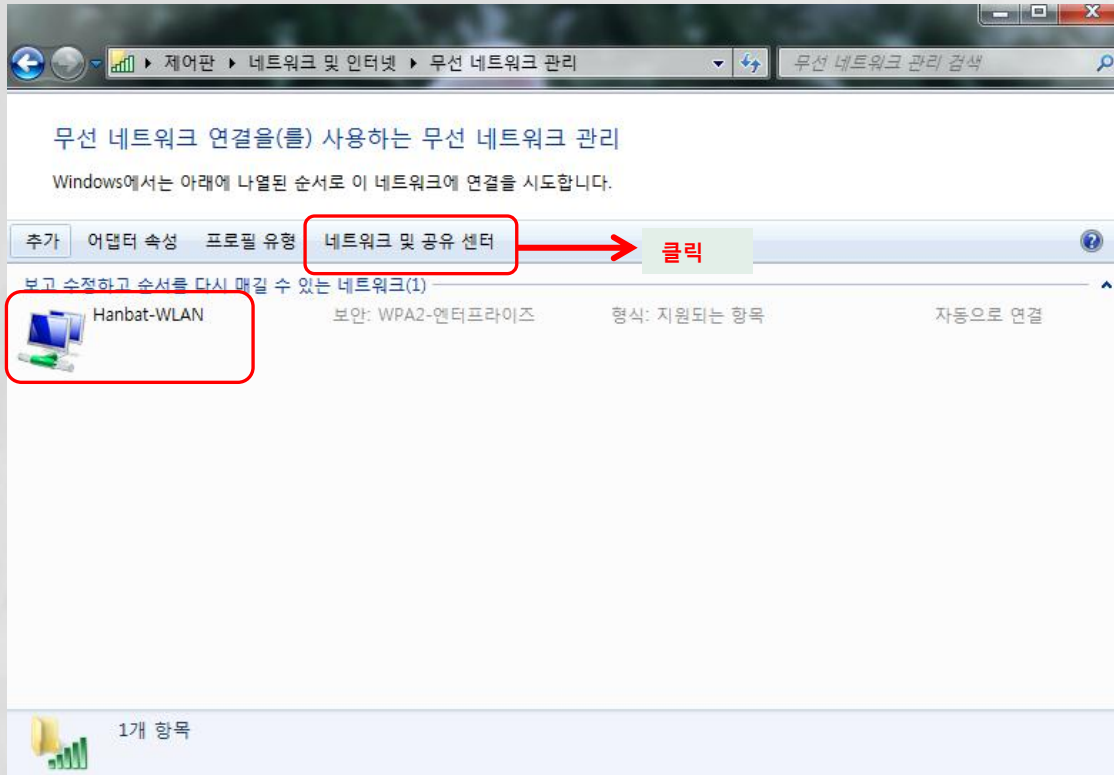 제어판 ▸ 네트워크 및 인터넷 ▸ 무선 네트워크 관리
무선 네트워크 관리 검색
무선 네트워크 연결을(를) 사용하는 무선 네트워크 관리
Windows에서는 아래에 나열된 순서로 이 네트워크에 연결을 시도합니다.
추가 어댑터 속성 프로필 유형 네트워크 및 공유 센터 클릭
보고 수정하고 순서를 다시 매길 수 있는 네트워크(1)
Hanbat-WLAN 보안: WPA2-엔터프라이즈 형식: 지원되는 항목 자동으로 연결
1개 항목